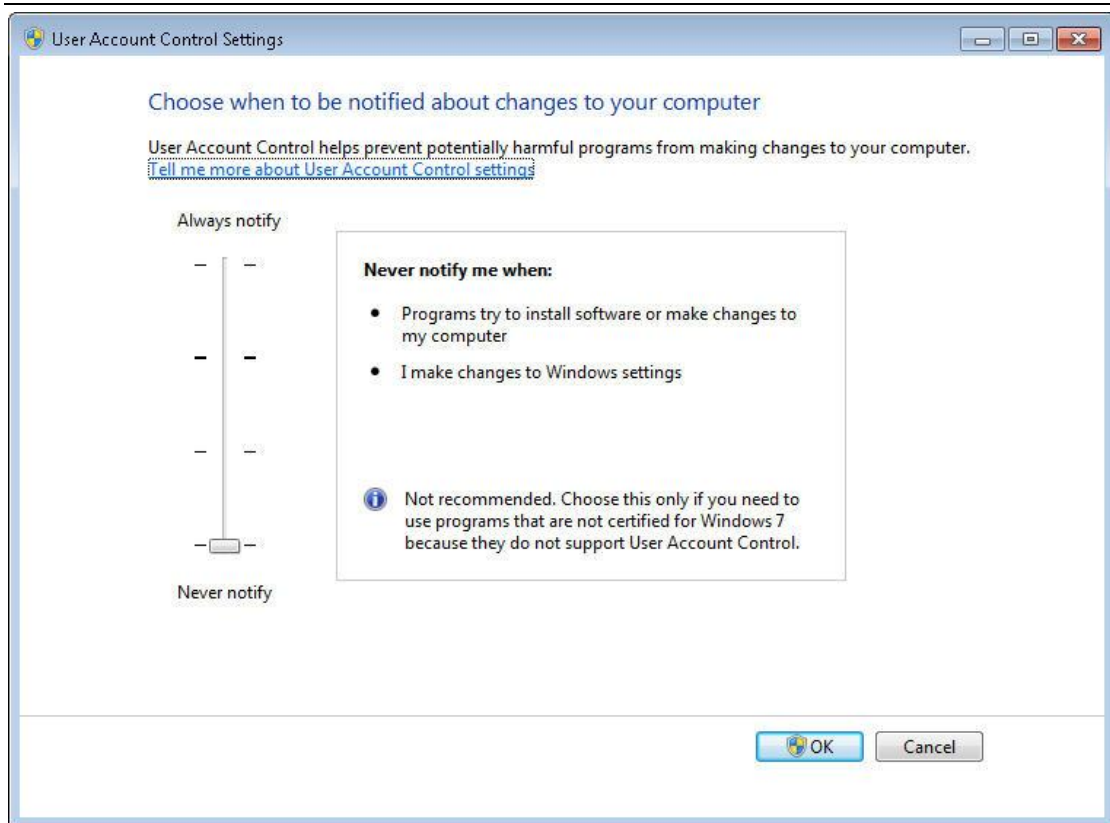 User Account Control Settings
Choose when to be notified about changes to your computer
User Account Control helps prevent potentially harmful programs from making changes to your computer.
Tell me more about User Account Control settings
Always notify
Never notify me when:
• Programs try to install software or make changes to
my computer
• I make changes to Windows settings
Not recommended. Choose this only if you need to
use programs that are not certified for Windows 7
because they do not support User Account Control.
Never notify
OK
Cancel